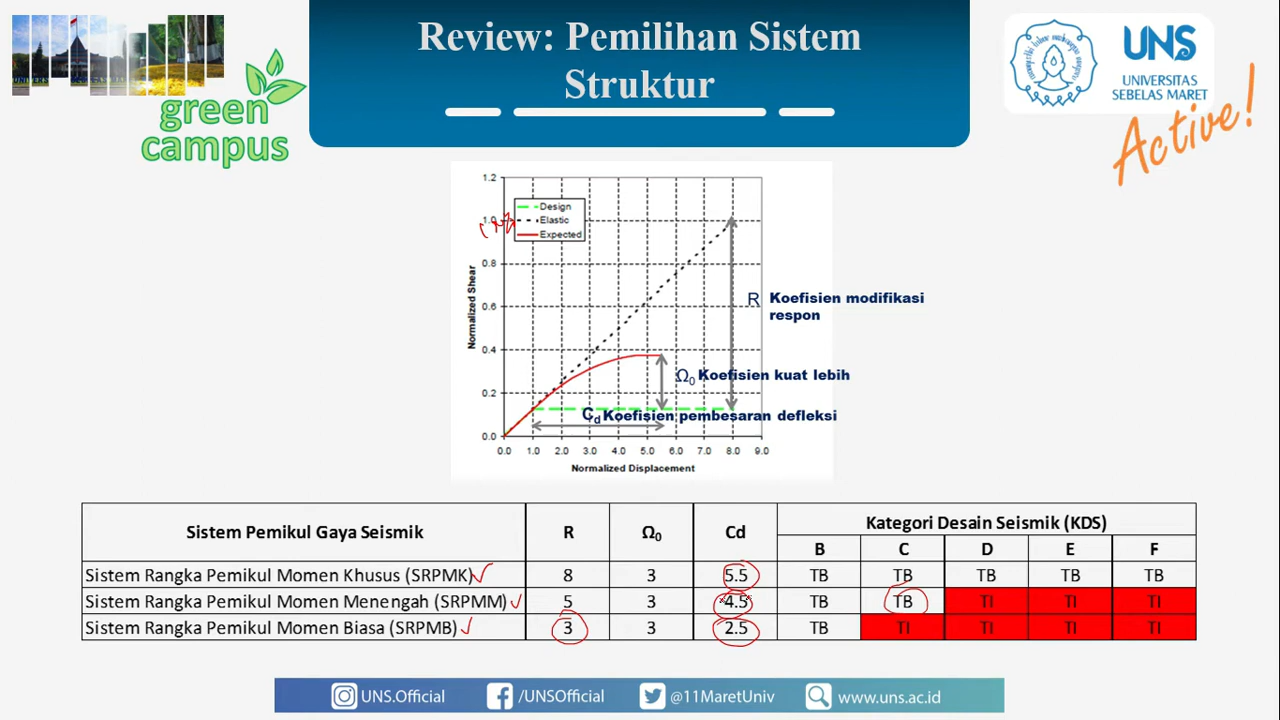 Review: Pemilihan Sistem
Struktur
green
campus
UNS
UNIVERSITAS
SEBELAS MARET
Active!
1.2
1.0
0.8
0.6
0.4
0.2
0.0
Normalized Shear
Design
Elastic
Expected
R Koefisien modifikasi
respon
Ω0 Koefisien kuat lebih
Cd Koefisien pembesaran defleksi
0.0 1.0 2.0 3.0 4.0 5.0 6.0 7.0 8.0 9.0
Normalized Displacement
Sistem Pemikul Gaya Seismik R Ω0 Cd Kategori Desain Seismik (KDS)
B C D E F
Sistem Rangka Pemikul Momen Khusus (SRPMK) 8 3 5.5 TB TB TB TB TB
Sistem Rangka Pemikul Momen Menengah (SRPMM) 5 3 4.5 TB TB TI TI TI
Sistem Rangka Pemikul Momen Biasa (SRPMB) 3 3 2.5 TB TI TI TI TI
UNS.Official /UNSOfficial @11MaretUniv www.uns.ac.id